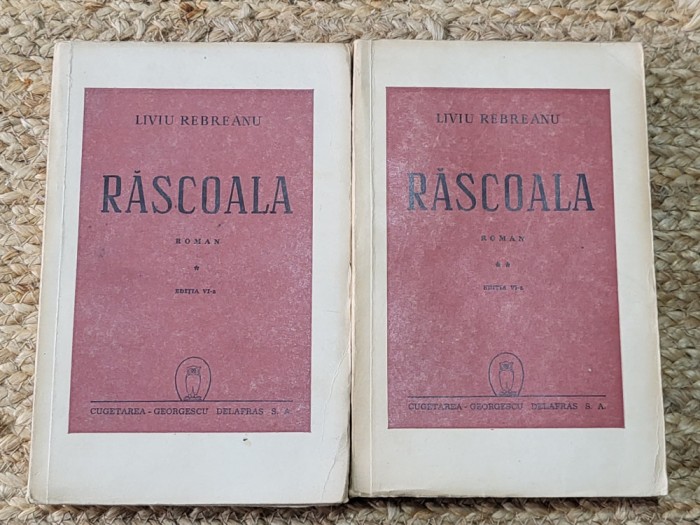 LIVIU REBREANU
RĂSCOALA
ROMAN
*
EDIȚIA VI-a
CUGETAREA - GEORGESCU DELAFRAS S. A.
LIVIU REBREANU
RĂSCOALA
ROMAN
* *
EDIȚIA VI-a
CUGETAREA - GEORGESCU DELAFRAS S. A.